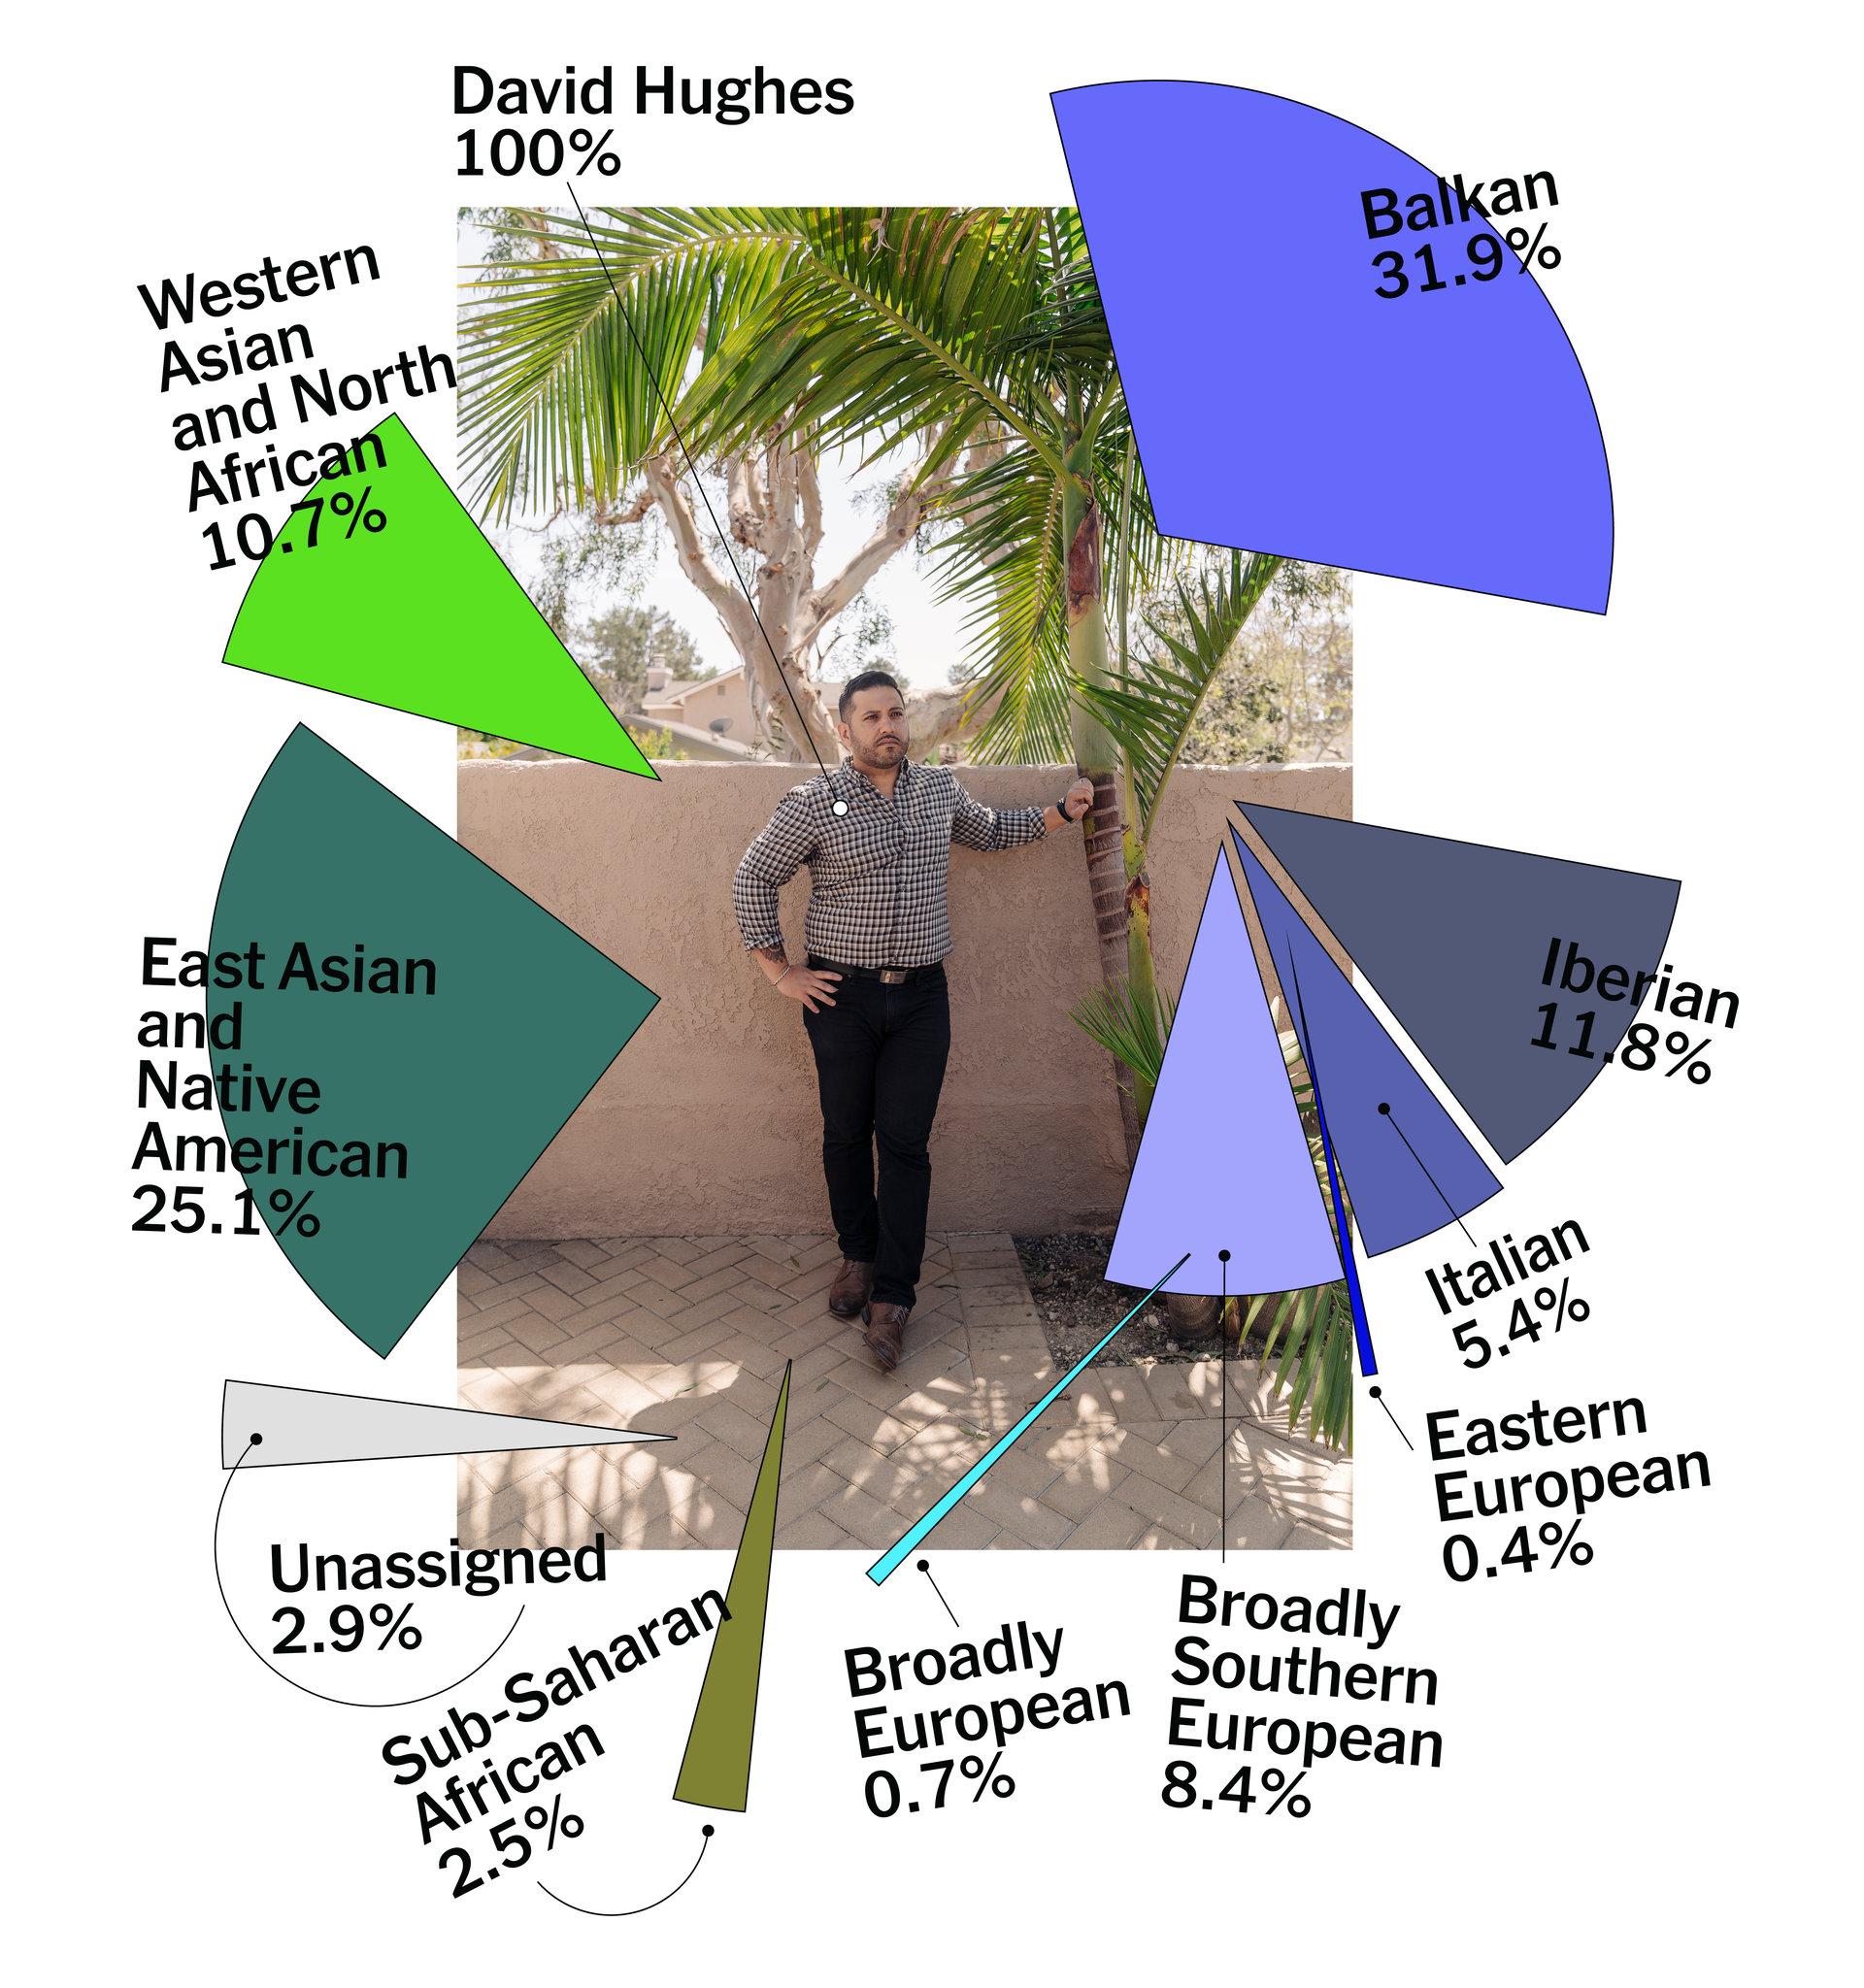 David Hughes
100%
Balkan
31.9%
Western
Asian
and North
African
10.7%
East Asian
and
Native
American
25.1%
Iberian
11.8%
Italian
5.4%
Eastern
European
0.4%
Unassigned
2.9%
Sub-Saharan
African
2.5%
Broadly
European
0.7%
Broadly
Southern
European
8.4%